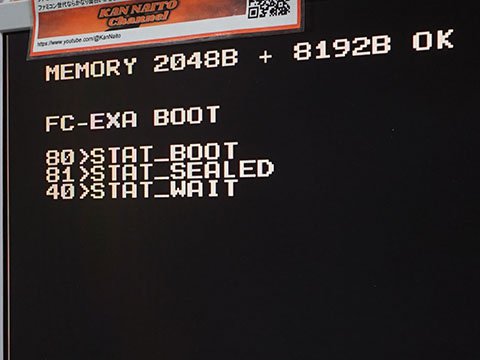 KAN NAITO
Channel
https://www.youtube.com/@KanNaito
MEMORY 2048B + 8192B OK
FC-EXA BOOT
80>STAT_BOOT
81>STAT_SEALED
40>STAT_WAIT